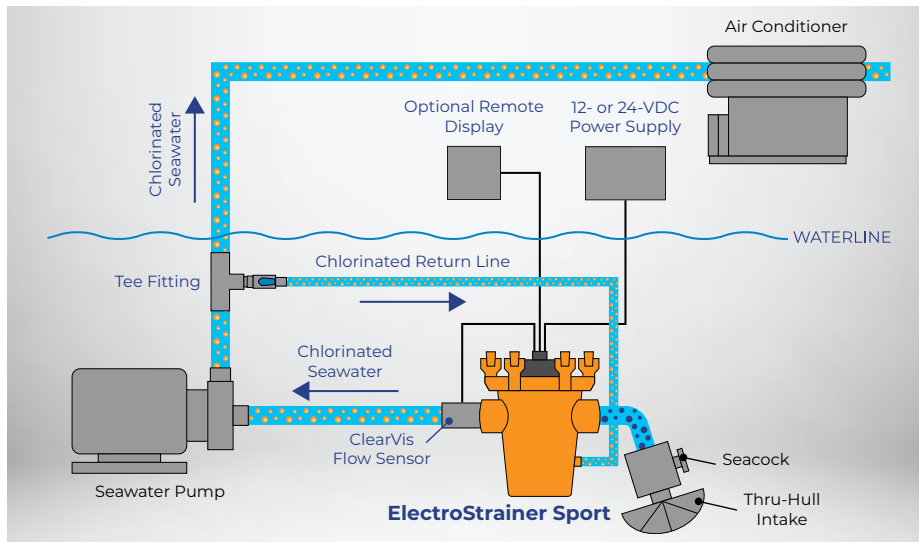 Air Conditioner
Optional Remote
Display
12- or 24-VDC
Power Supply
Chlorinated
Seawater
WATERLINE
Chlorinated Return Line
Tee Fitting
Chlorinated
Seawater
ClearVis
Flow Sensor
Seacock
Thru-Hull
Intake
Seawater Pump
ElectroStrainer Sport